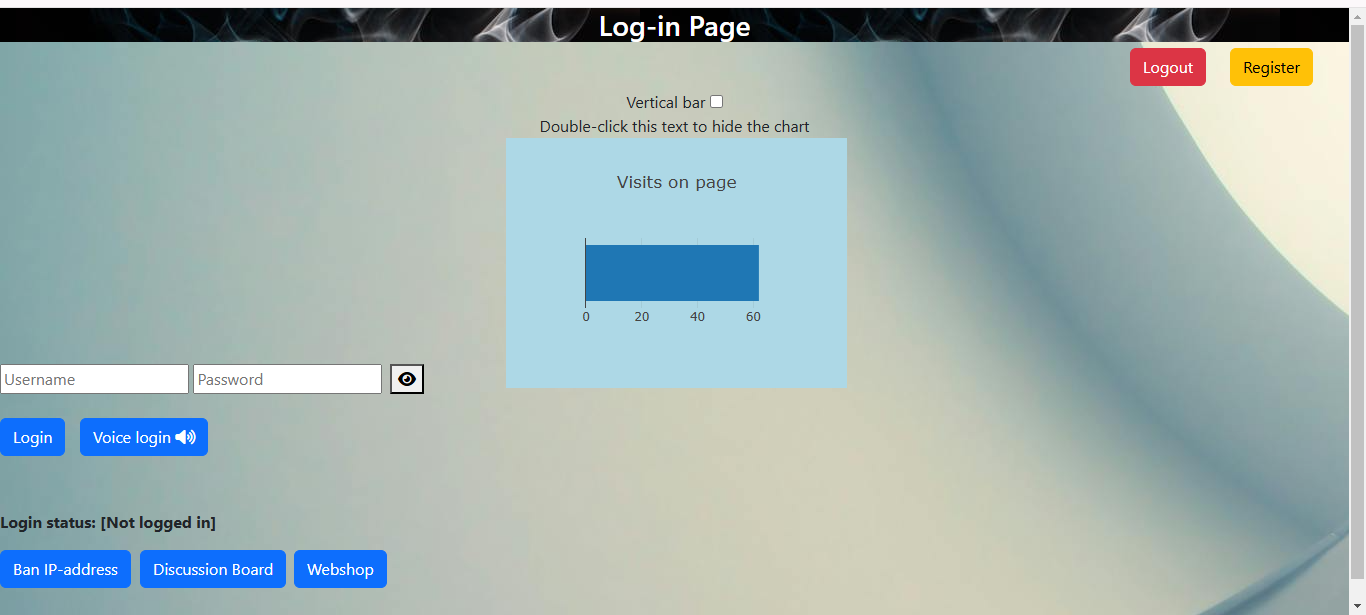 Log-in Page
Logout Register
Vertical bar
Double-click this text to hide the chart
Visits on page
0 20 40 60
Username Password
Login Voice login
Login status: [Not logged in]
Ban IP-address Discussion Board Webshop